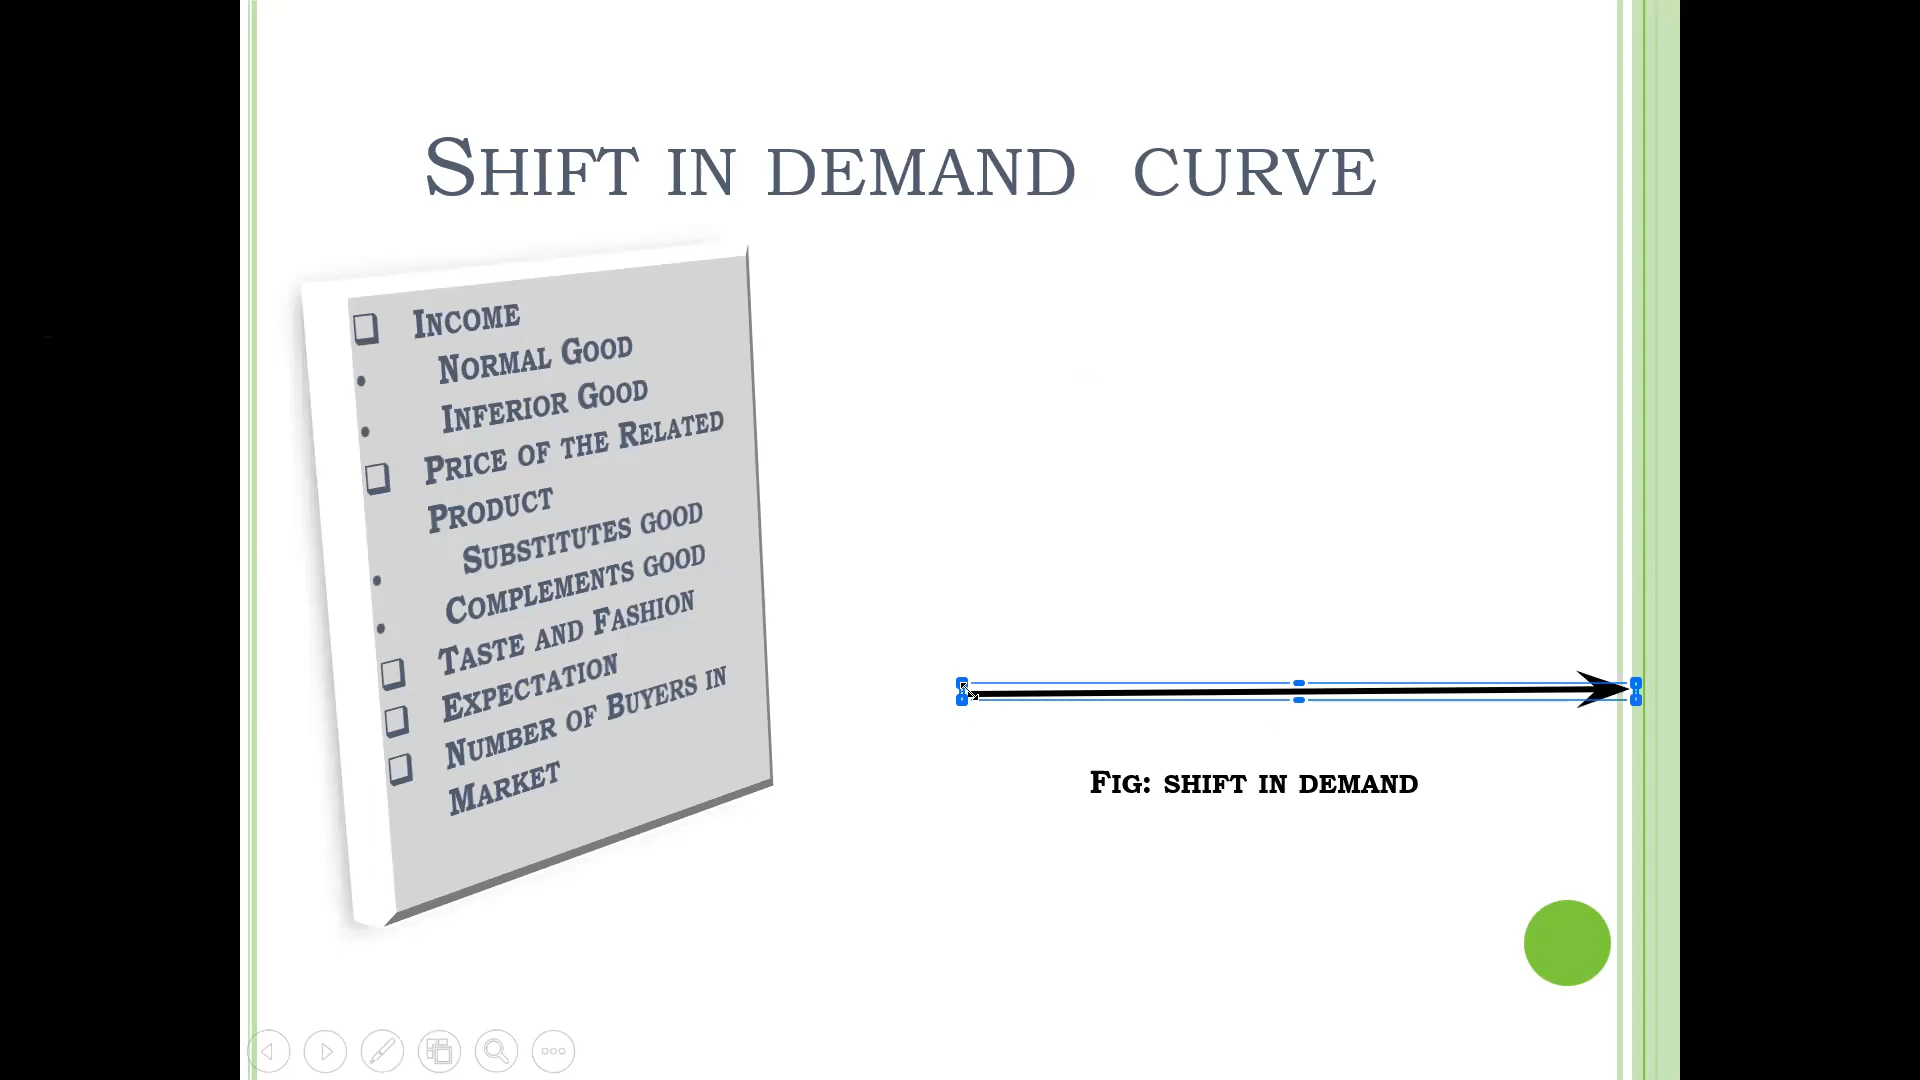 SHIFT IN DEMAND CURVE
INCOME
NORMAL GOOD
INFERIOR GOOD
PRICE OF THE RELATED
PRODUCT
SUBSTITUTES GOOD
COMPLEMENTS GOOD
TASTE AND FASHION
EXPECTATION
NUMBER OF BUYERS IN
MARKET
FIG: SHIFT IN DEMAND